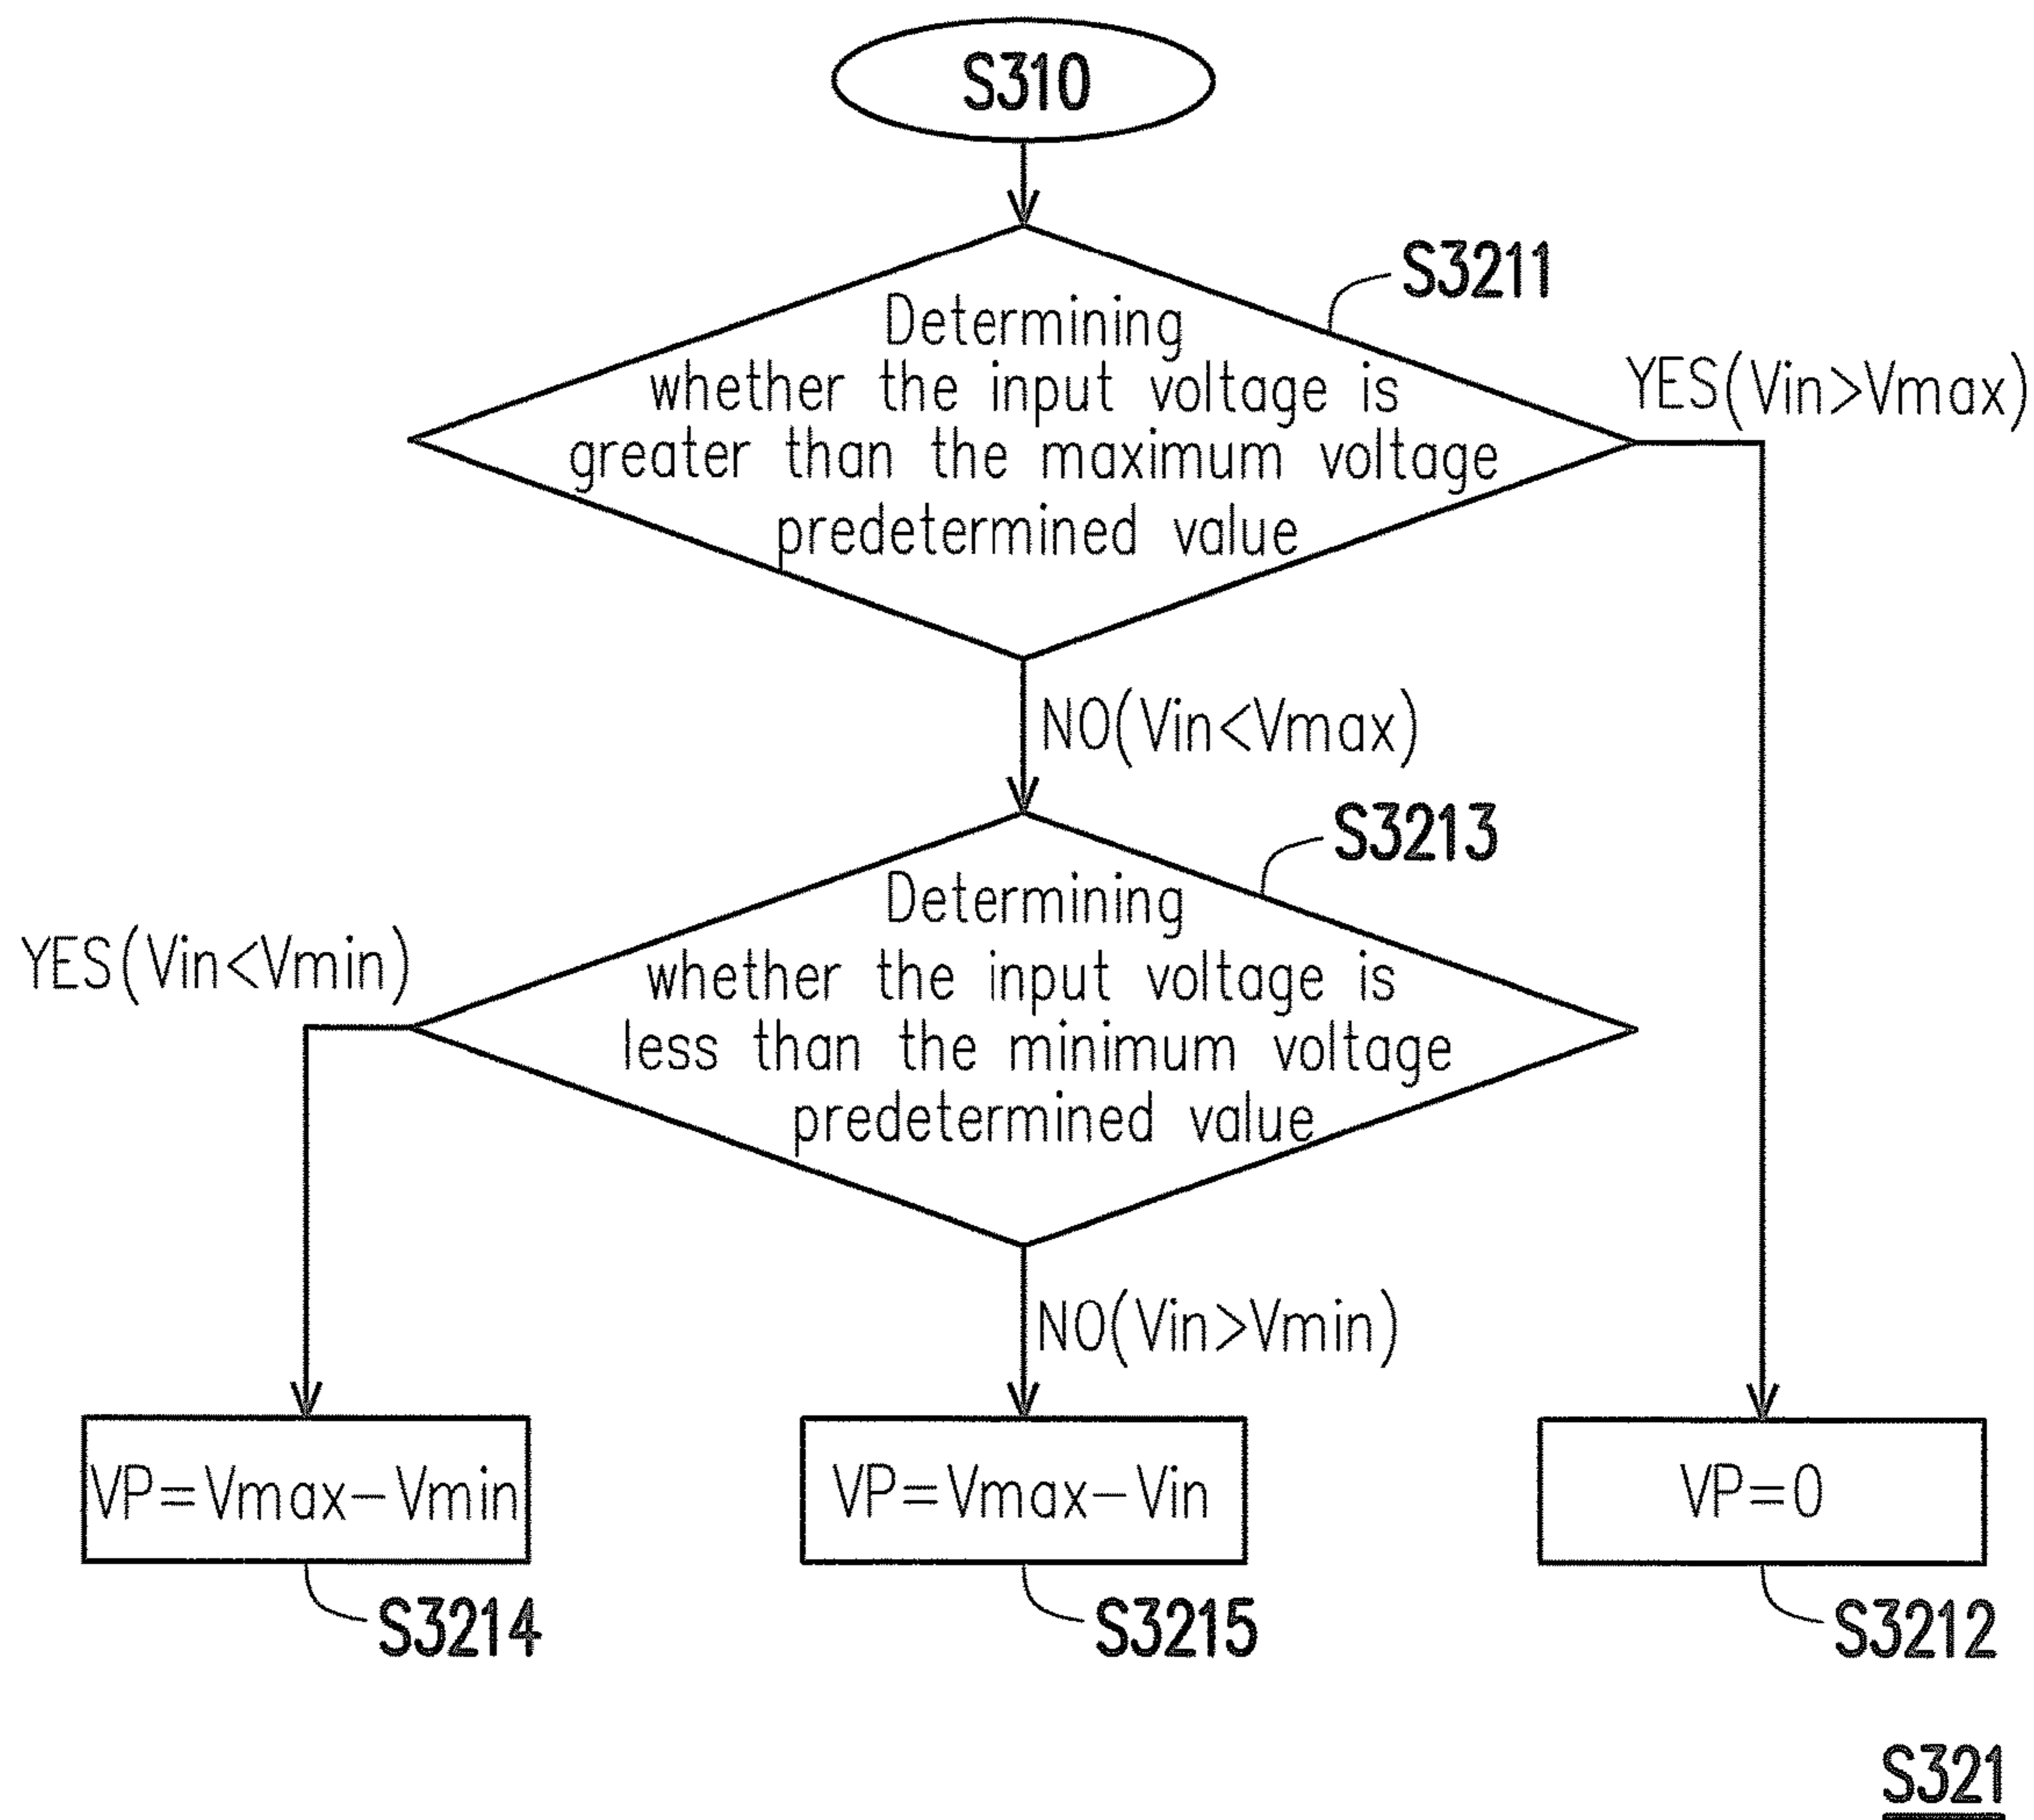 S310
S3211
Determining
whether the input voltage is
greater than the maximum voltage
predetermined value
YES(Vin>Vmax)
NO(Vin<Vmax)
S3213
Determining
whether the input voltage is
less than the minimum voltage
predetermined value
YES(Vin<Vmin)
NO(Vin>Vmin)
VP=Vmax-Vmin
VP=Vmax-Vin
VP=0
S3214
S3215
S3212
S321